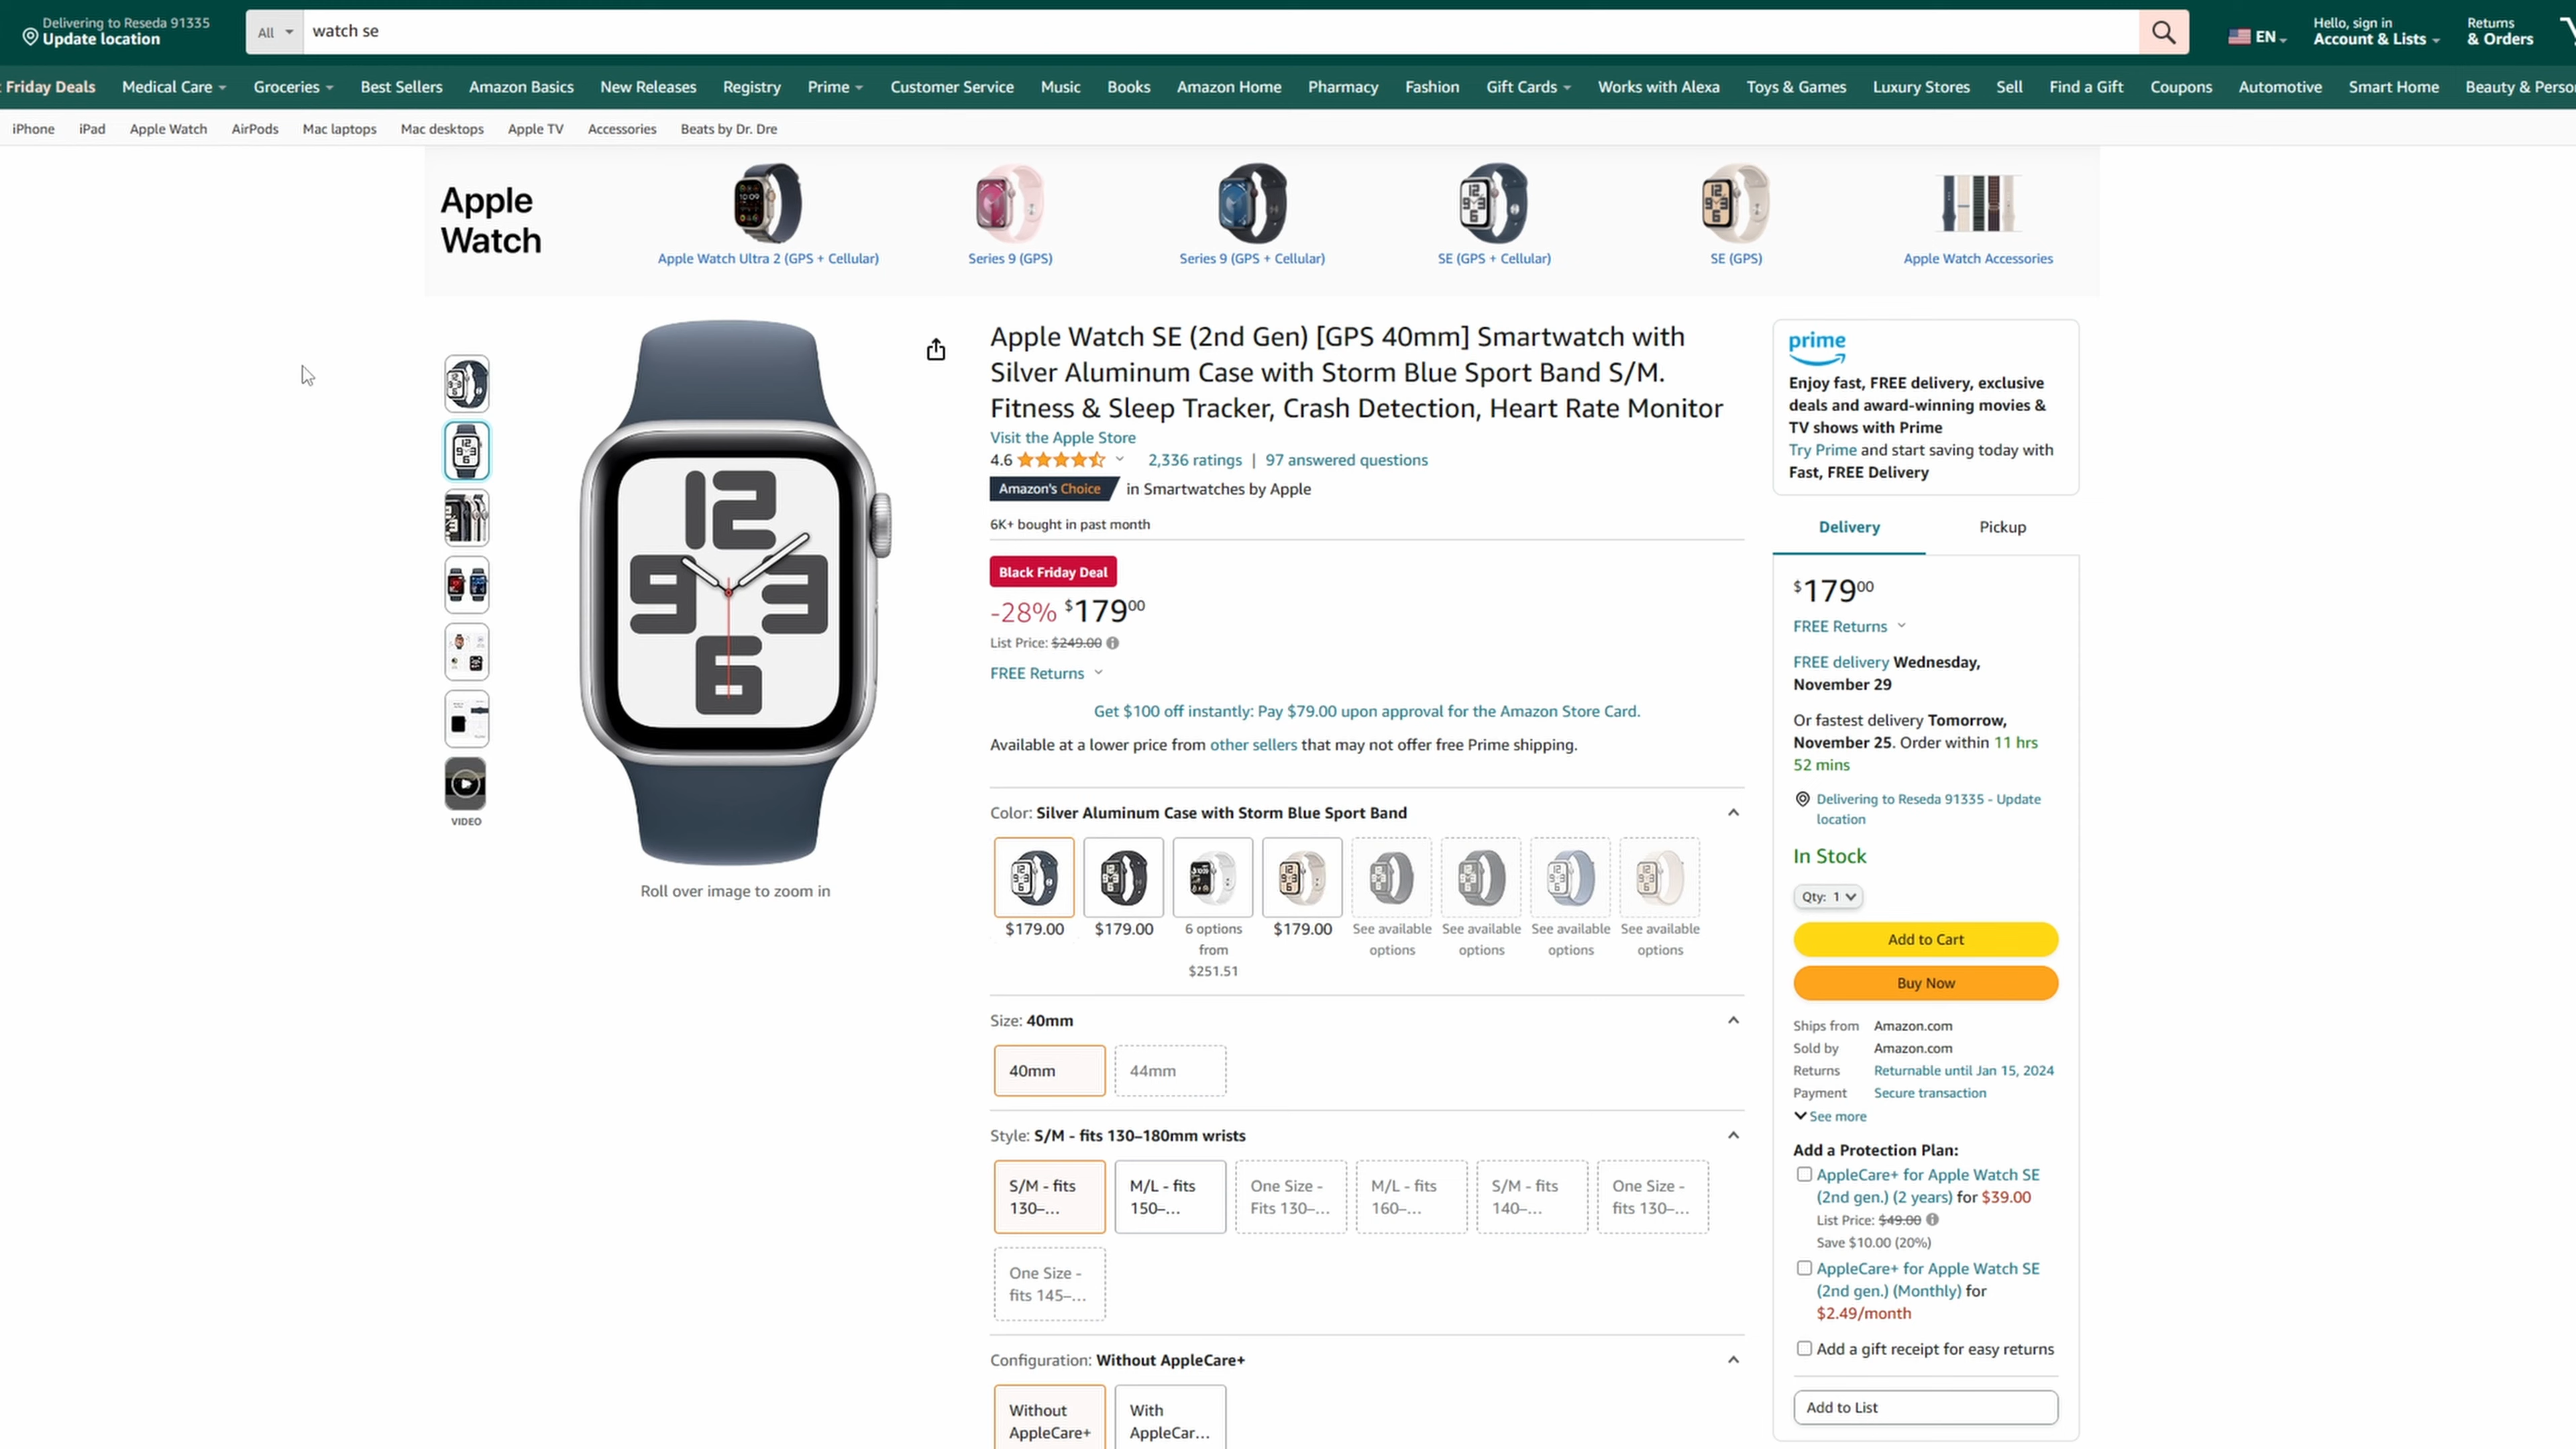 Delivering to Reseda 91335
Update location
All
watch se
EN
Hello, sign in
Account & Lists
Returns
& Orders
Friday Deals
Medical Care
Groceries
Best Sellers
Amazon Basics
New Releases
Registry
Prime
Customer Service
Music
Books
Amazon Home
Pharmacy
Fashion
Gift Cards
Works with Alexa
Toys & Games
Luxury Stores
Sell
Find a Gift
Coupons
Automotive
Smart Home
Beauty & Perso
iPhone
iPad
Apple Watch
AirPods
Mac laptops
Mac desktops
Apple TV
Accessories
Beats by Dr. Dre
Apple
Watch
Apple Watch Ultra 2 (GPS + Cellular)
Series 9 (GPS)
Series 9 (GPS + Cellular)
SE (GPS + Cellular)
SE (GPS)
Apple Watch Accessories
VIDEO
12
9
3
6
Roll over image to zoom in
Apple Watch SE (2nd Gen) [GPS 40mm] Smartwatch with
Silver Aluminum Case with Storm Blue Sport Band S/M.
Fitness & Sleep Tracker, Crash Detection, Heart Rate Monitor
Visit the Apple Store
4.6
2,336 ratings | 97 answered questions
Amazon's Choice in Smartwatches by Apple
6K+ bought in past month
Black Friday Deal
-28% $179 00
List Price: $249.00
FREE Returns
Get $100 off instantly: Pay $79.00 upon approval for the Amazon Store Card.
Available at a lower price from other sellers that may not offer free Prime shipping.
Color: Silver Aluminum Case with Storm Blue Sport Band
$179.00
$179.00
6 options
from
$251.51
$179.00
See available
options
See available
options
See available
options
See available
options
Size: 40mm
40mm
44mm
Style: S/M - fits 130–180mm wrists
S/M - fits
130–...
M/L - fits
150–...
One Size -
Fits 130–...
M/L - fits
160–...
S/M - fits
140–...
One Size -
fits 130–...
One Size -
fits 145–...
Configuration: Without AppleCare+
Without
AppleCare+
With
AppleCar...
prime
Enjoy fast, FREE delivery, exclusive
deals and award-winning movies &
TV shows with Prime
Try Prime and start saving today with
Fast, FREE Delivery
Delivery
Pickup
$179 00
FREE Returns
FREE delivery Wednesday,
November 29
Or fastest delivery Tomorrow,
November 25. Order within 11 hrs
52 mins
Delivering to Reseda 91335 - Update
location
In Stock
Qty: 1
Add to Cart
Buy Now
Ships from Amazon.com
Sold by Amazon.com
Returns Returnable until Jan 15, 2024
Payment Secure transaction
See more
Add a Protection Plan:
AppleCare+ for Apple Watch SE
(2nd gen.) (2 years) for $39.00
List Price: $49.00
Save $10.00 (20%)
AppleCare+ for Apple Watch SE
(2nd gen.) (Monthly) for
$2.49/month
Add a gift receipt for easy returns
Add to List